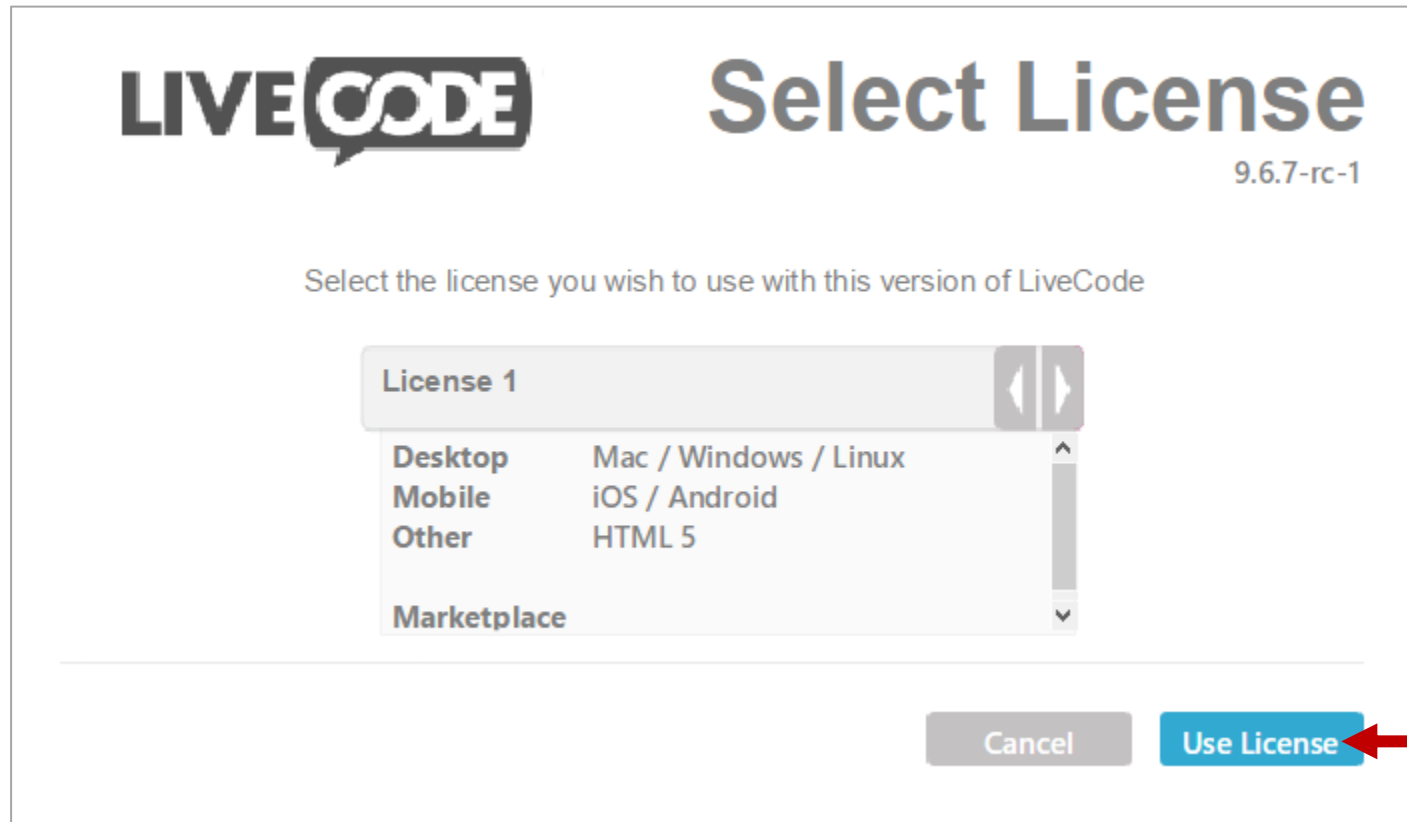 LIVECODE
Select License
9.6.7-rc-1
Select the license you wish to use with this version of LiveCode
License 1
Desktop Mac / Windows / Linux
Mobile iOS / Android
Other HTML 5
Marketplace
Cancel Use License